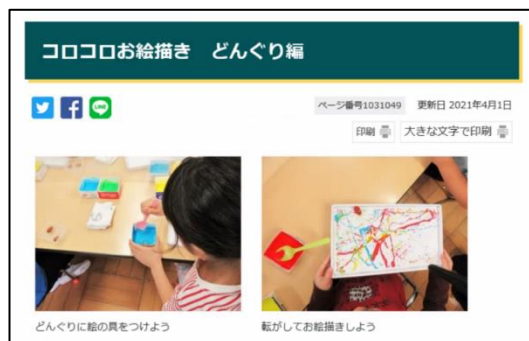 コロコロお絵描き　どんぐり編
ページ番号1031049　更新日 2021年4月1日
印刷　大きな文字で印刷
どんぐりに絵の具をつけよう　転がしてお絵描きしよう